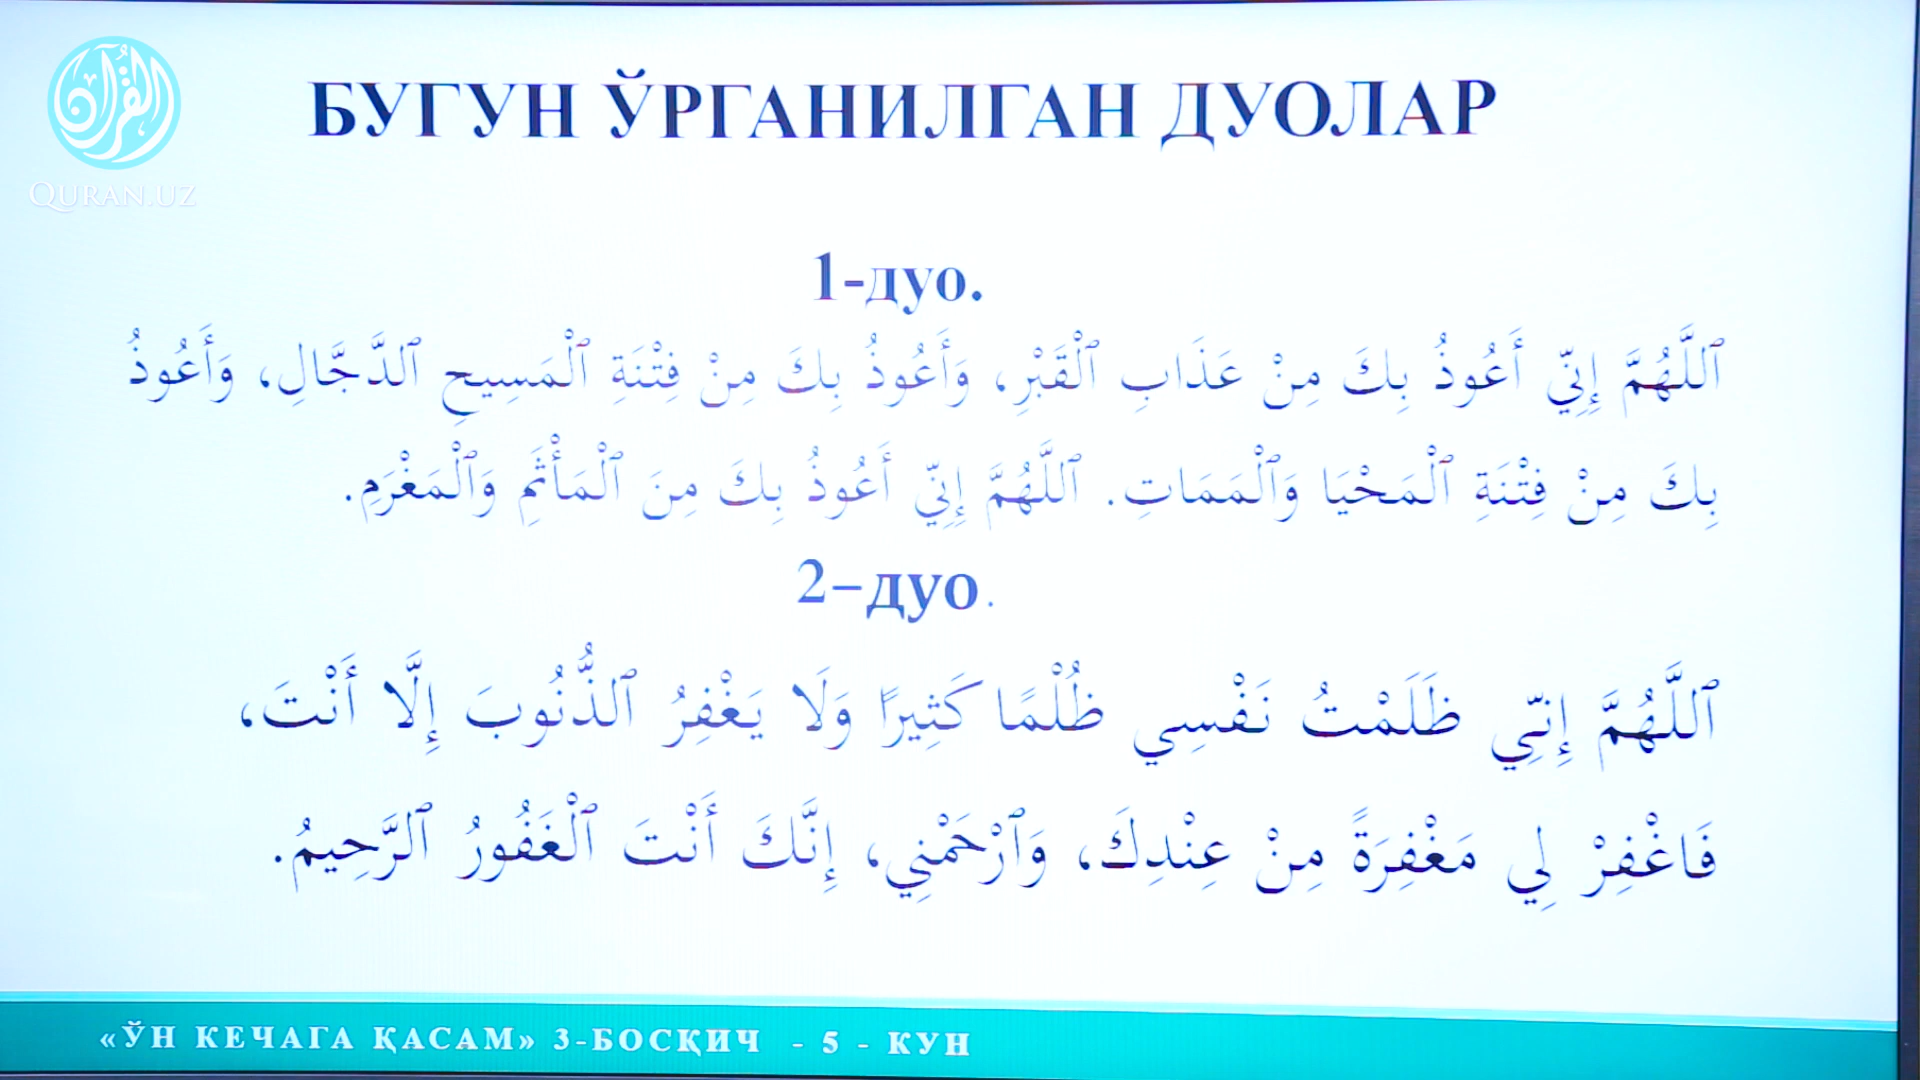 القرآن
QURAN.UZ
БУГУН ЎРГАНИЛГАН ДУОЛАР
1-дуо.
ٱللَّهُمَّ إِنِّي أَعُوذُ بِكَ مِنْ عَذَابِ ٱلْقَبْرِ، وَأَعُوذُ بِكَ مِنْ فِتْنَةِ ٱلْمَسِيحِ ٱلدَّجَّالِ، وَأَعُوذُ
بِكَ مِنْ فِتْنَةِ ٱلْمَحْيَا وَٱلْمَمَاتِ. ٱللَّهُمَّ إِنِّي أَعُوذُ بِكَ مِنَ ٱلْمَأْثَمِ وَٱلْمَغْرَمِ.
2–дуо.
ٱللَّهُمَّ إِنِّي ظَلَمْتُ نَفْسِي ظُلْمًا كَثِيرًا وَلَا يَغْفِرُ ٱلذُّنُوبَ إِلَّا أَنْتَ،
فَاغْفِرْ لِي مَغْفِرَةً مِنْ عِنْدِكَ، وَٱرْحَمْنِي، إِنَّكَ أَنْتَ ٱلْغَفُورُ ٱلرَّحِيمُ.
«ЎН КЕЧАГА ҚАСАМ» 3-БОСҚИЧ - 5 - КУН